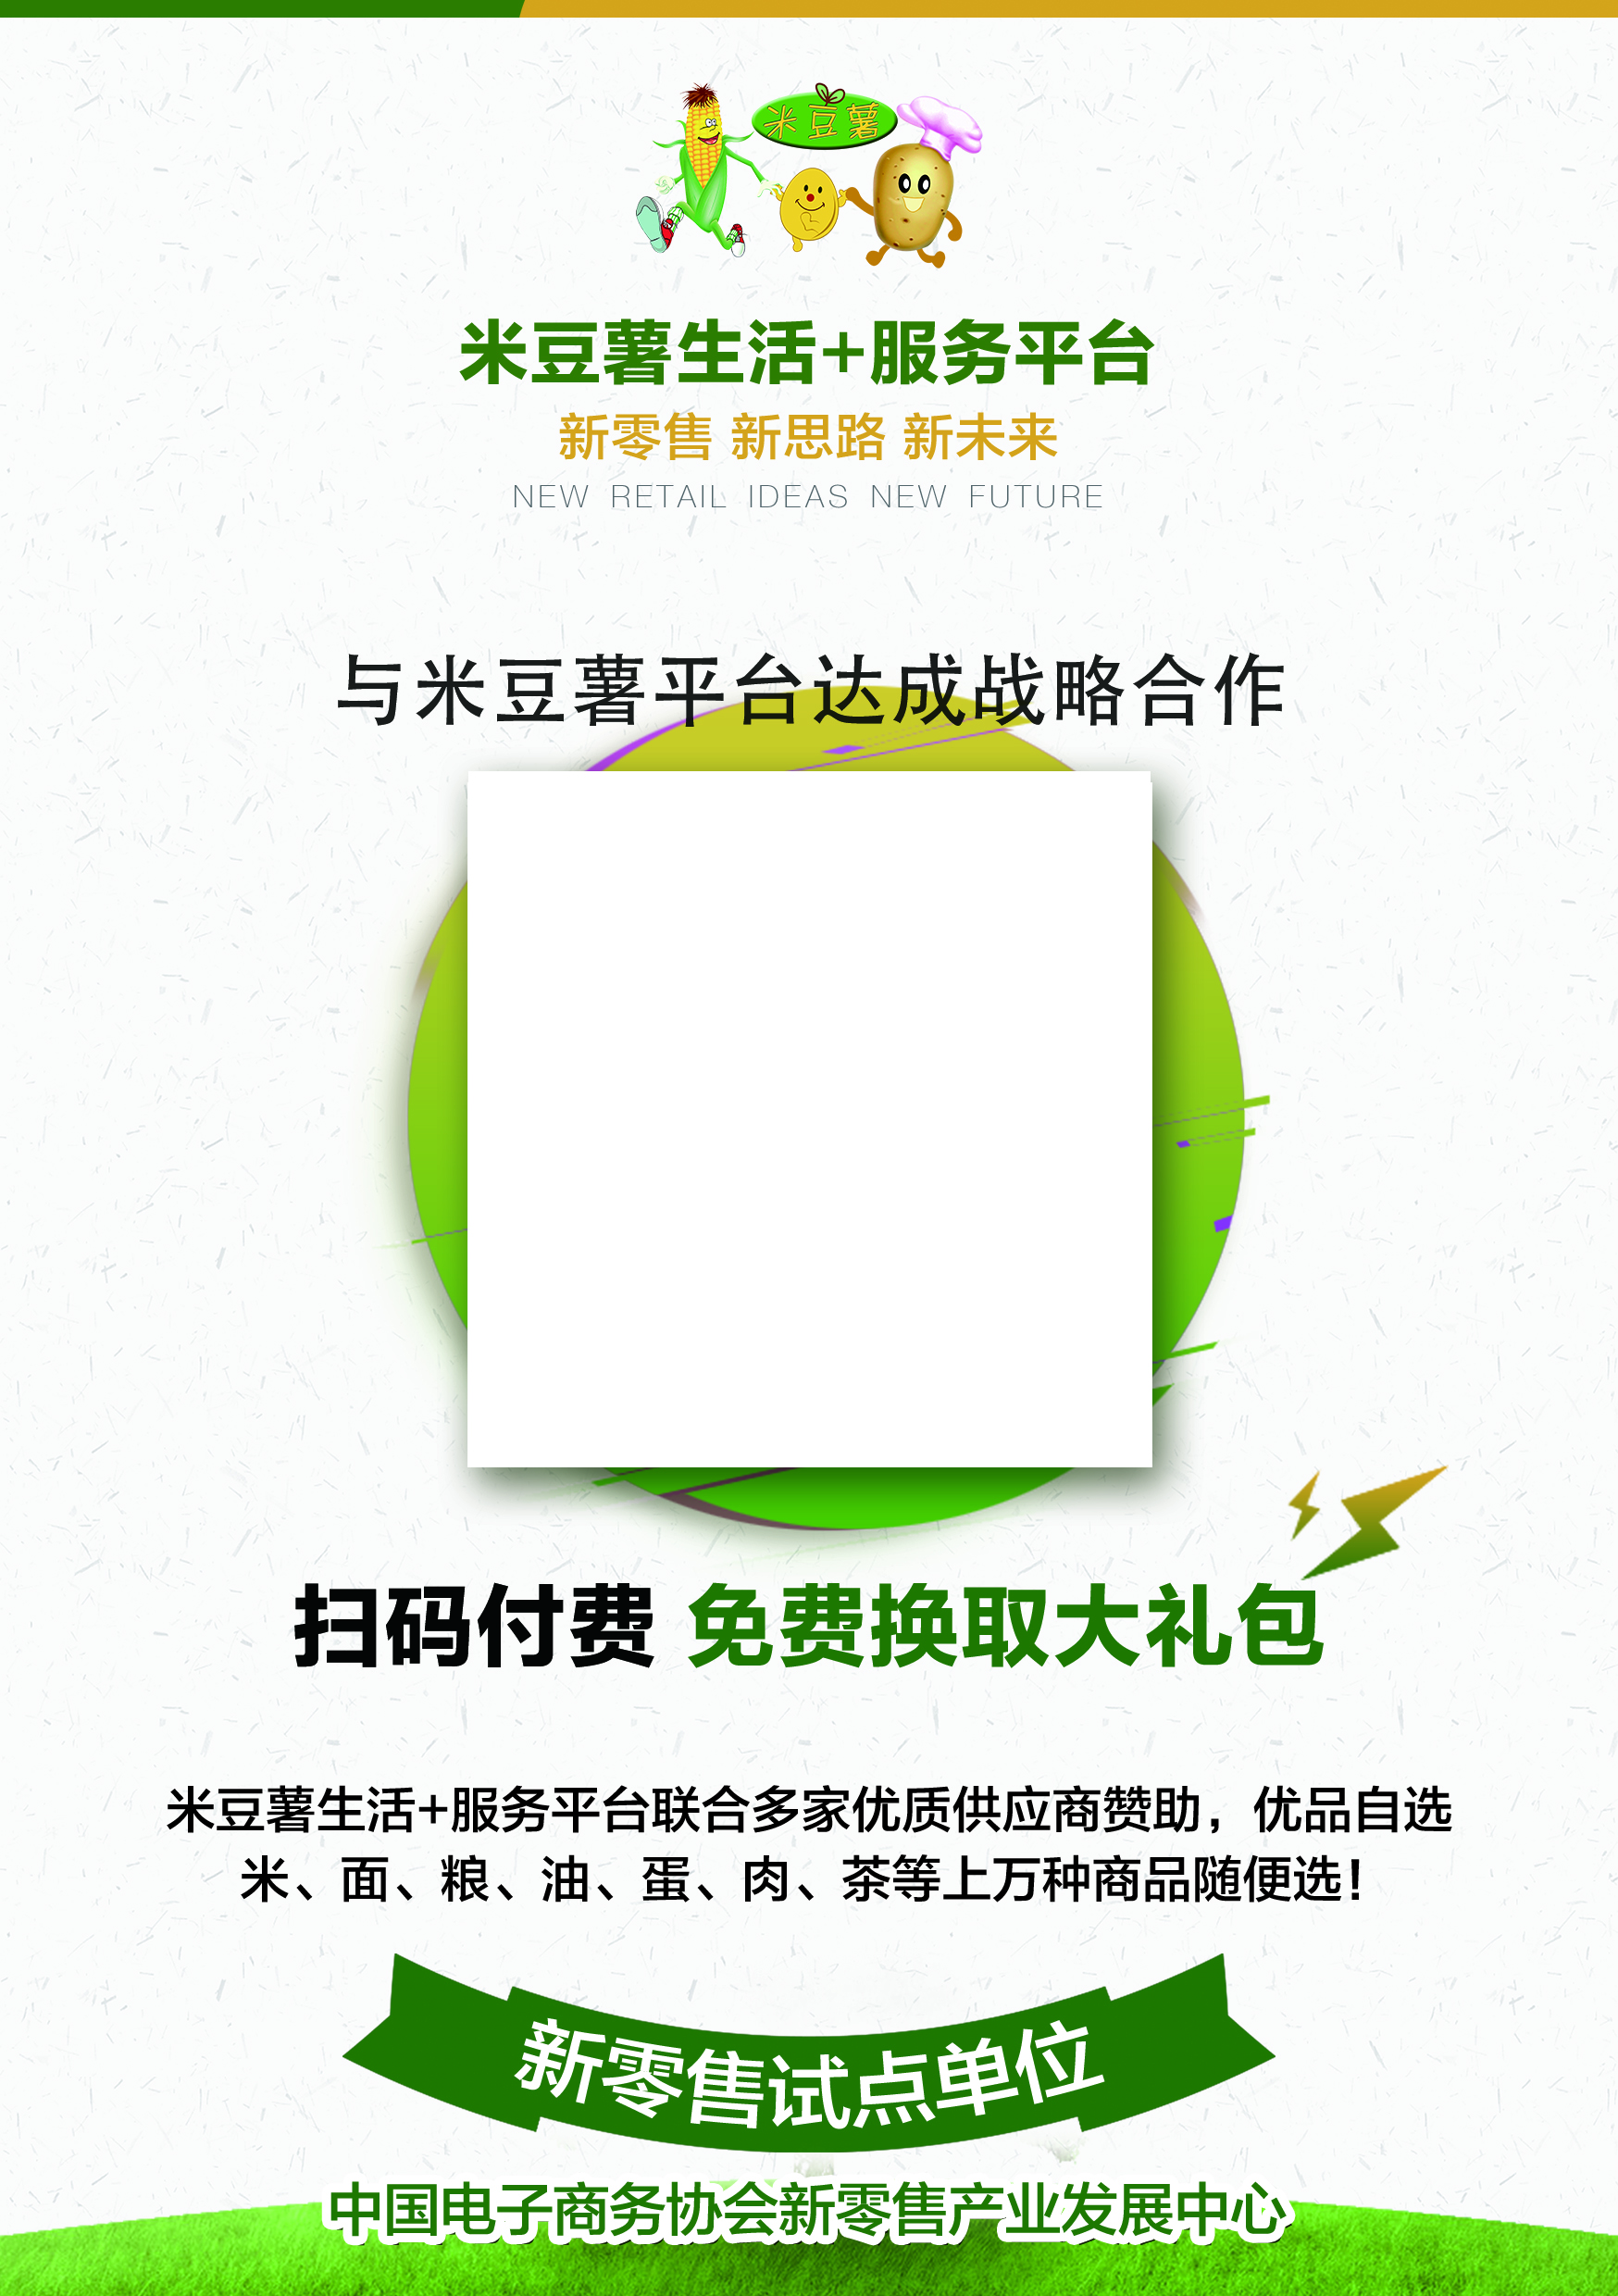 米豆薯
米豆薯生活+服务平台
新零售 新思路 新未来
NEW RETAIL IDEAS NEW FUTURE
与米豆薯平台达成战略合作
扫码付费 免费换取大礼包
米豆薯生活+服务平台联合多家优质供应商赞助，优品自选
米、面、粮、油、蛋、肉、茶等上万种商品随便选！
新零售试点单位
中国电子商务协会新零售产业发展中心